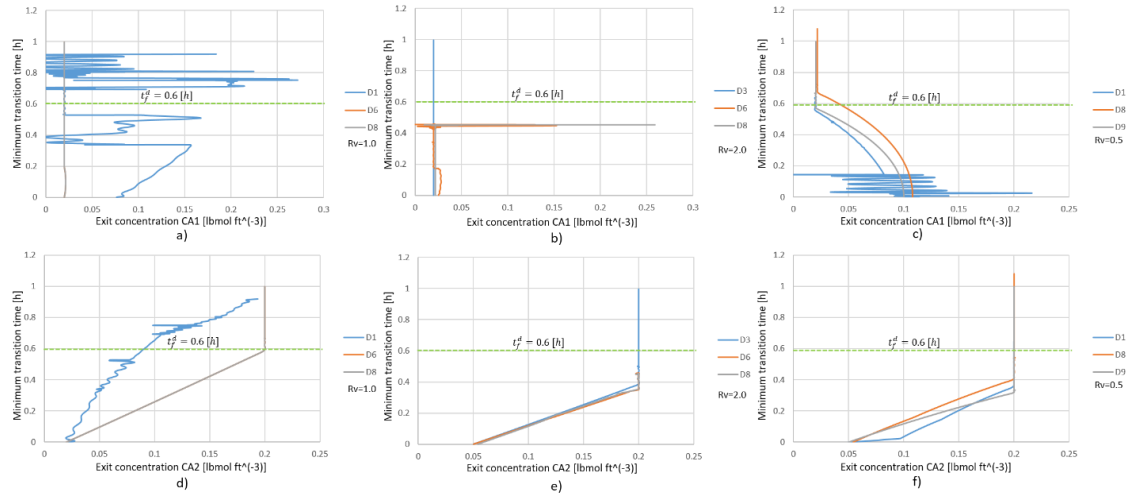 Minimum transition time [h]
1.2
1
0.8
0.6
0.4
0.2
0
0
0.05
0.1
0.15
0.2
0.25
0.3
t_f^d = 0.6 [h]
D1
D6
D8
Rv=1.0
Exit concentration CA1 [lbmol ft^(-3)]
a)
Minimum transition time [h]
1.2
1
0.8
0.6
0.4
0.2
0
0
0.05
0.1
0.15
0.2
0.25
0.3
t_f^d = 0.6 [h]
D3
D6
D8
Rv=2.0
Exit concentration CA1 [lbmol ft^(-3)]
b)
Minimum transition time [h]
1.2
1
0.8
0.6
0.4
0.2
0
0
0.05
0.1
0.15
0.2
0.25
t_f^d = 0.6 [h]
D1
D8
D9
Rv=0.5
Exit concentration CA1 [lbmol ft^(-3)]
c)
Minimum transition time [h]
1.2
1
0.8
0.6
0.4
0.2
0
0
0.05
0.1
0.15
0.2
0.25
t_f^d = 0.6 [h]
D1
D6
D8
Rv=1.0
Exit concentration CA2 [lbmol ft^(-3)]
d)
Minimum transition time [h]
1.2
1
0.8
0.6
0.4
0.2
0
0
0.05
0.1
0.15
0.2
0.25
t_f^d = 0.6 [h]
D3
D6
D8
Rv=2.0
Exit concentration CA2 [lbmol ft^(-3)]
e)
Minimum transition time [h]
1.2
1
0.8
0.6
0.4
0.2
0
0
0.05
0.1
0.15
0.2
0.25
t_f^d = 0.6 [h]
D1
D8
D9
Rv=0.5
Exit concentration CA2 [lbmol ft^(-3)]
f)